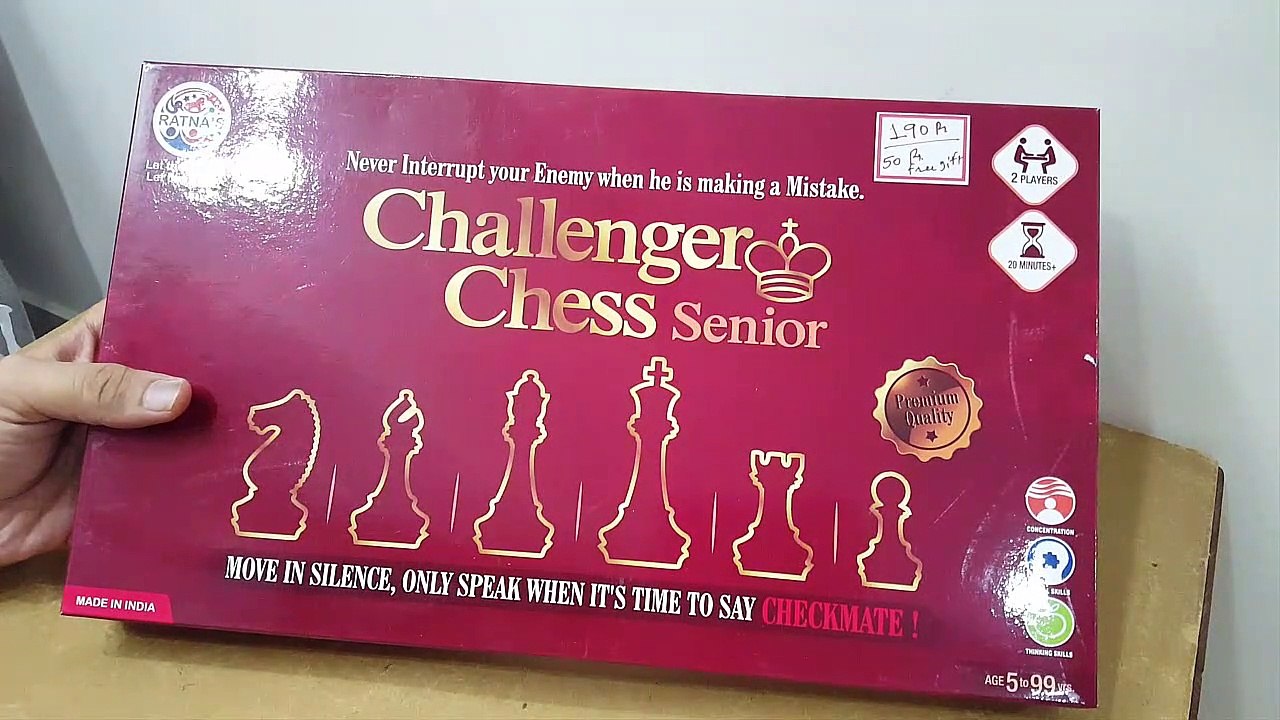 RATNA'S
Never Interrupt your Enemy when he is making a Mistake.
Challenger
Chess Senior
190 Rs
50 Rs
free gift
2 PLAYERS
20 MINUTES+
Premium
Quality
CONCENTRATION
SKILLS
THINKING SKILLS
MOVE IN SILENCE, ONLY SPEAK WHEN IT'S TIME TO SAY CHECKMATE !
MADE IN INDIA
AGE 5 to 99 YRS.